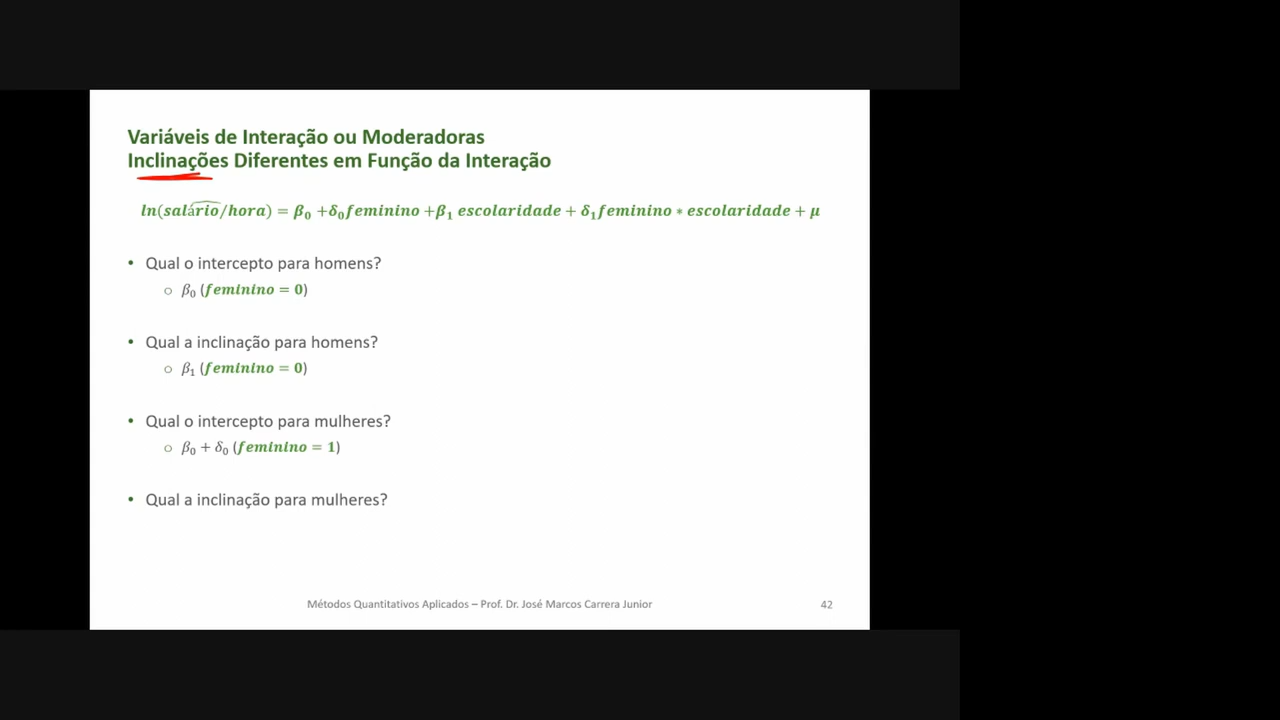 Variáveis de Interação ou Moderadoras
Inclinações Diferentes em Função da Interação
ln(salário/hora) = β₀ +δ₀feminino +β₁ escolaridade + δ₁feminino * escolaridade + μ
• Qual o intercepto para homens?
○ β₀ (feminino = 0)
• Qual a inclinação para homens?
○ β₁ (feminino = 0)
• Qual o intercepto para mulheres?
○ β₀ + δ₀ (feminino = 1)
• Qual a inclinação para mulheres?
Métodos Quantitativos Aplicados – Prof. Dr. José Marcos Carrera Junior
42